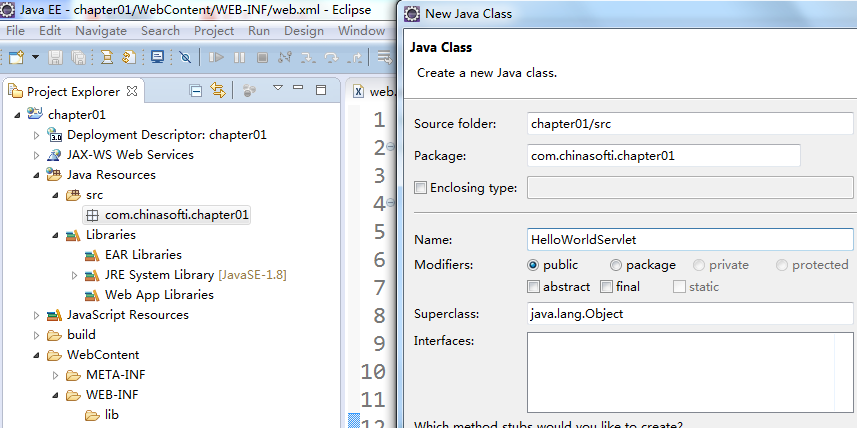 Java EE - chapter01/WebContent/WEB-INF/web.xml - Eclipse
File Edit Navigate Search Project Run Design Window
Project Explorer
chapter01
Deployment Descriptor: chapter01
JAX-WS Web Services
Java Resources
src
com.chinasofti.chapter01
Libraries
EAR Libraries
JRE System Library [JavaSE-1.8]
Web App Libraries
JavaScript Resources
build
WebContent
META-INF
WEB-INF
lib
web.
1
2
3
4
5
6
7
8
9
10
11
12
New Java Class
Java Class
Create a new Java class.
Source folder: chapter01/src
Package: com.chinasofti.chapter01
Enclosing type:
Name: HelloWorldServlet
Modifiers: public package private protected
abstract final static
Superclass: java.lang.Object
Interfaces:
Which method stubs would you like to create?